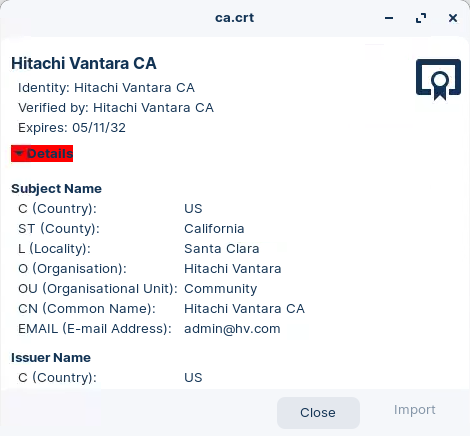 ca.crt
Hitachi Vantara CA
Identity: Hitachi Vantara CA
Verified by: Hitachi Vantara CA
Expires: 05/11/32
Details
Subject Name
C (Country): US
ST (County): California
L (Locality): Santa Clara
O (Organisation): Hitachi Vantara
OU (Organisational Unit): Community
CN (Common Name): Hitachi Vantara CA
EMAIL (E-mail Address): admin@hv.com
Issuer Name
C (Country): US
Close Import